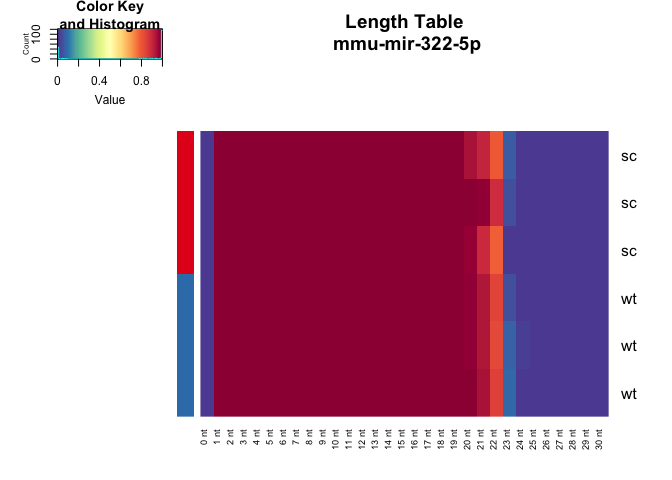 Color Key
and Histogram
Count
0 100
0 0.4 0.8
Value
Length Table
mmu-mir-322-5p
sc
sc
sc
wt
wt
wt
0 nt 1 nt 2 nt 3 nt 4 nt 5 nt 6 nt 7 nt 8 nt 9 nt 10 nt 11 nt 12 nt 13 nt 14 nt 15 nt 16 nt 17 nt 18 nt 19 nt 20 nt 21 nt 22 nt 23 nt 24 nt 25 nt 26 nt 27 nt 28 nt 29 nt 30 nt